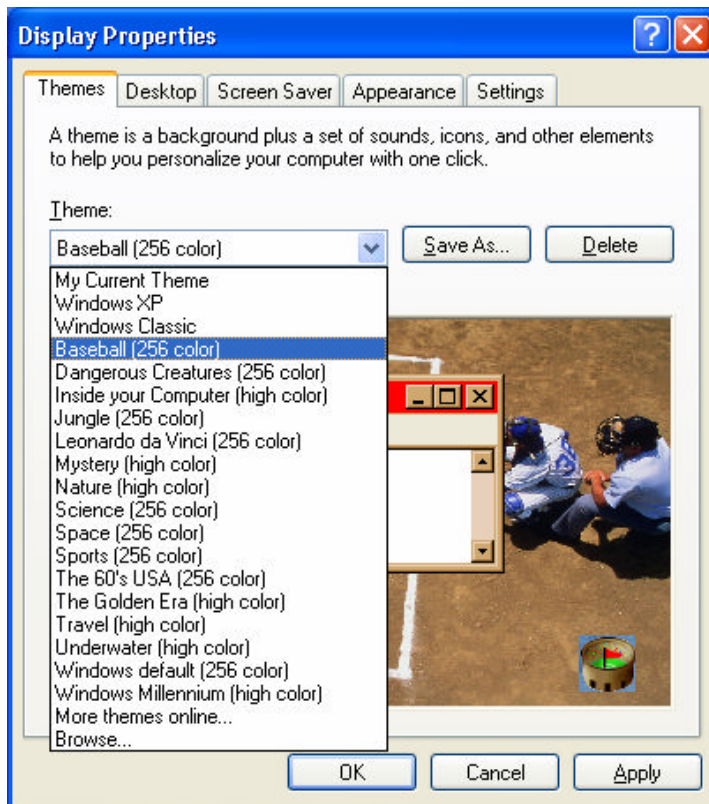 Display Properties
Themes Desktop Screen Saver Appearance Settings
A theme is a background plus a set of sounds, icons, and other elements
to help you personalize your computer with one click.
Theme:
Baseball (256 color) Save As... Delete
My Current Theme
Windows XP
Windows Classic
Baseball (256 color)
Dangerous Creatures (256 color)
Inside your Computer (high color)
Jungle (256 color)
Leonardo da Vinci (256 color)
Mystery (high color)
Nature (high color)
Science (256 color)
Space (256 color)
Sports (256 color)
The 60's USA (256 color)
The Golden Era (high color)
Travel (high color)
Underwater (high color)
Windows default (256 color)
Windows Millennium (high color)
More themes online...
Browse...
OK Cancel Apply